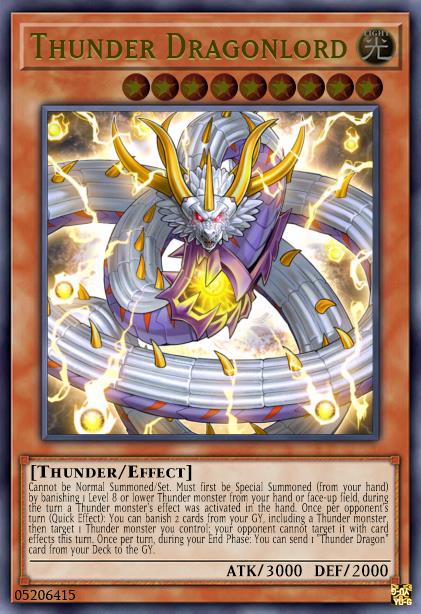 THUNDER DRAGONLORD
LIGHT
光
[THUNDER/EFFECT]
Cannot be Normal Summoned/Set. Must first be Special Summoned (from your hand)
by banishing 1 Level 8 or lower Thunder monster from your hand or face-up field, during
the turn a Thunder monster's effect was activated in the hand. Once per opponent's
turn (Quick Effect): You can banish 2 cards from your GY, including a Thunder monster,
then target 1 Thunder monster you control; your opponent cannot target it with card
effects this turn. Once per turn, during your End Phase: You can send 1 "Thunder Dragon"
card from your Deck to the GY.
ATK/3000 DEF/2000
05206415